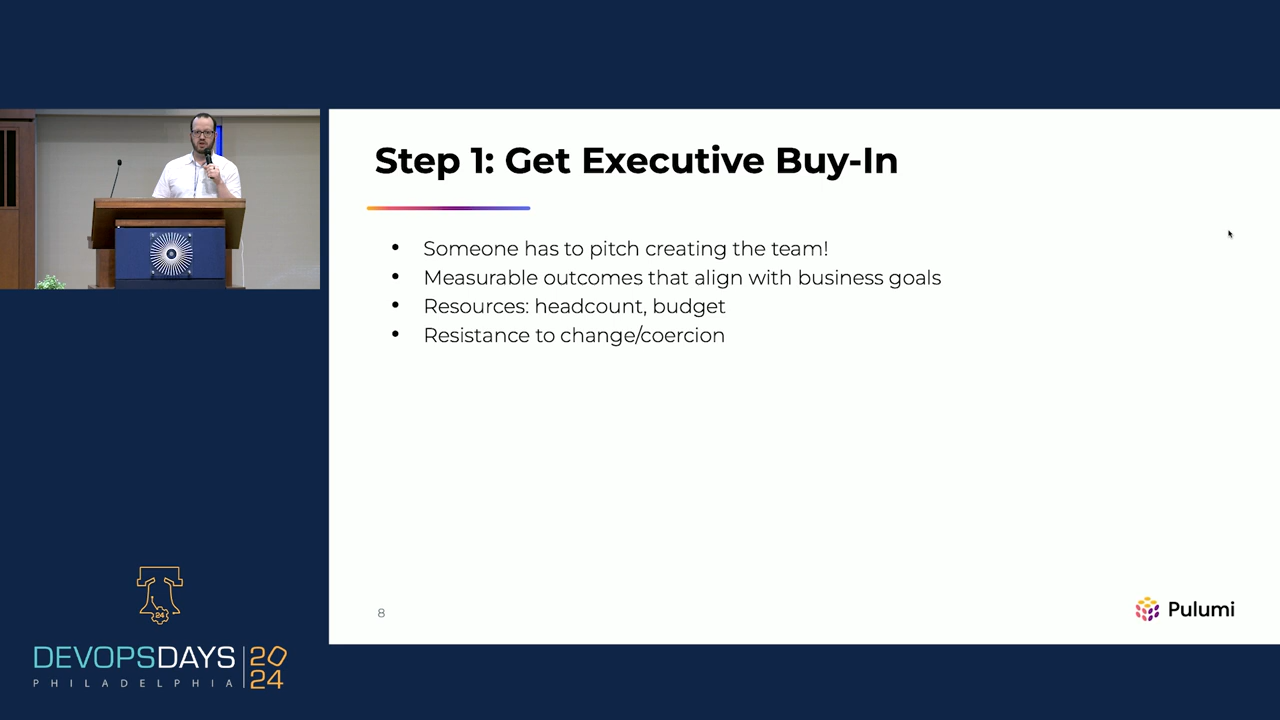 Step 1: Get Executive Buy-In
• Someone has to pitch creating the team!
• Measurable outcomes that align with business goals
• Resources: headcount, budget
• Resistance to change/coercion
8
Pulumi
24
DEVOPSDAYS 2024
PHILADELPHIA